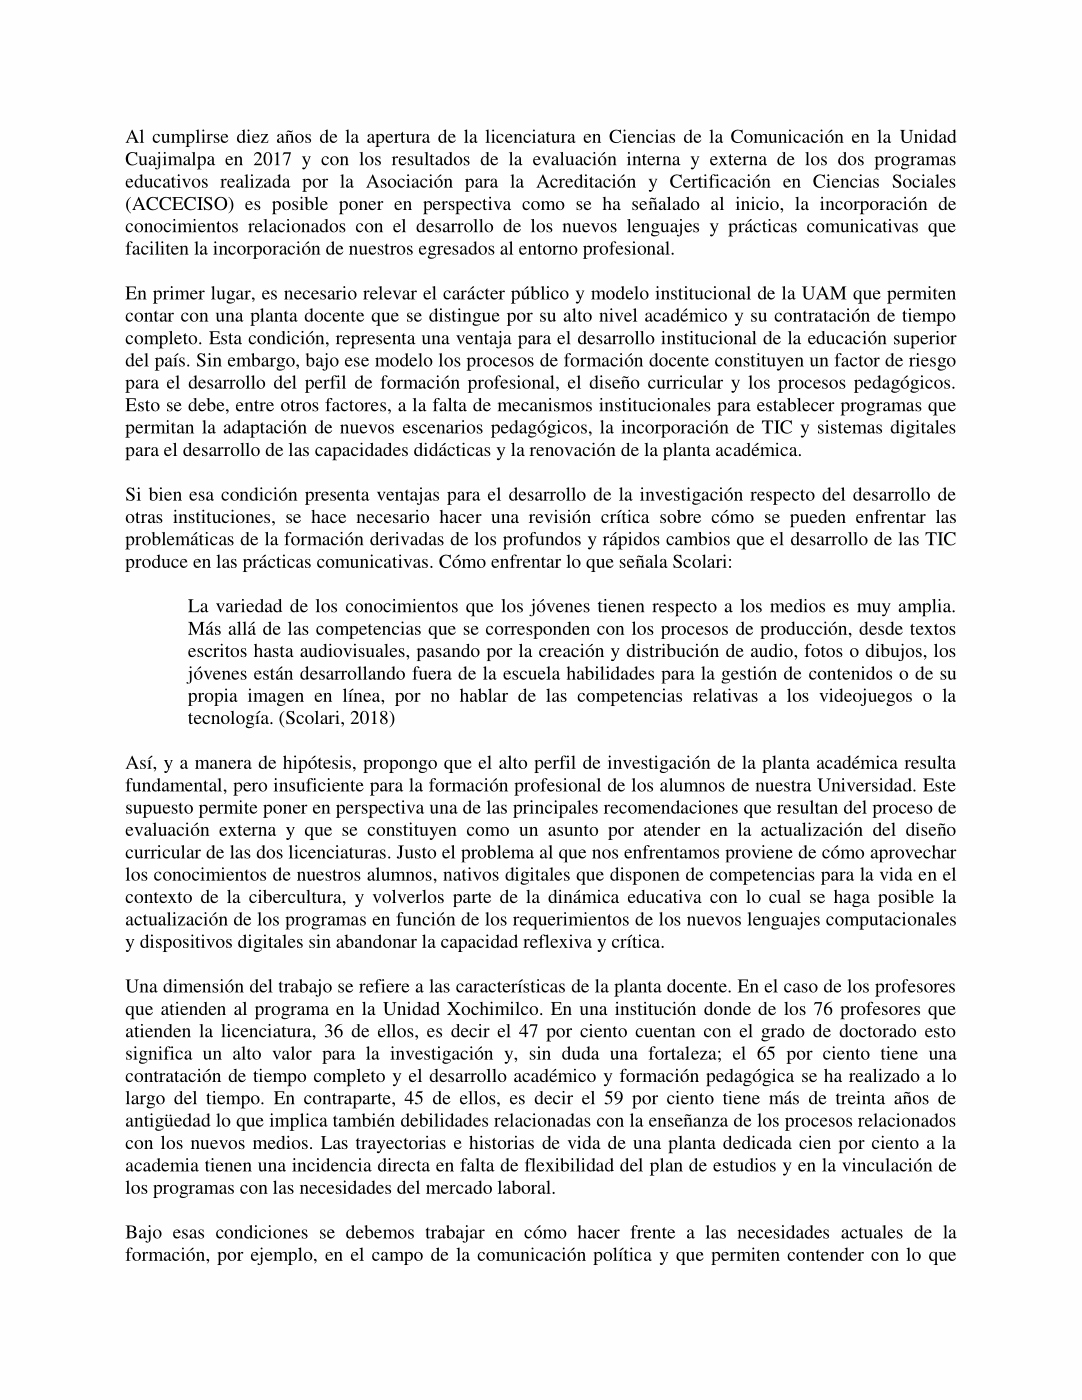 Al cumplirse diez años de la apertura de la licenciatura en Ciencias de la Comunicación en la Unidad
Cuajimalpa en 2017 y con los resultados de la evaluación interna y externa de los dos programas
educativos realizada por la Asociación para la Acreditación y Certificación en Ciencias Sociales
(ACCECISO) es posible poner en perspectiva como se ha señalado al inicio, la incorporación de
conocimientos relacionados con el desarrollo de los nuevos lenguajes y prácticas comunicativas que
faciliten la incorporación de nuestros egresados al entorno profesional.
En primer lugar, es necesario relevar el carácter público y modelo institucional de la UAM que permiten
contar con una planta docente que se distingue por su alto nivel académico y su contratación de tiempo
completo. Esta condición, representa una ventaja para el desarrollo institucional de la educación superior
del país. Sin embargo, bajo ese modelo los procesos de formación docente constituyen un factor de riesgo
para el desarrollo del perfil de formación profesional, el diseño curricular y los procesos pedagógicos.
Esto se debe, entre otros factores, a la falta de mecanismos institucionales para establecer programas que
permitan la adaptación de nuevos escenarios pedagógicos, la incorporación de TIC y sistemas digitales
para el desarrollo de las capacidades didácticas y la renovación de la planta académica.
Si bien esa condición presenta ventajas para el desarrollo de la investigación respecto del desarrollo de
otras instituciones, se hace necesario hacer una revisión crítica sobre cómo se pueden enfrentar las
problemáticas de la formación derivadas de los profundos y rápidos cambios que el desarrollo de las TIC
produce en las prácticas comunicativas. Cómo enfrentar lo que señala Scolari:
La variedad de los conocimientos que los jóvenes tienen respecto a los medios es muy amplia.
Más allá de las competencias que se corresponden con los procesos de producción, desde textos
escritos hasta audiovisuales, pasando por la creación y distribución de audio, fotos o dibujos, los
jóvenes están desarrollando fuera de la escuela habilidades para la gestión de contenidos o de su
propia imagen en línea, por no hablar de las competencias relativas a los videojuegos o la
tecnología. (Scolari, 2018)
Así, y a manera de hipótesis, propongo que el alto perfil de investigación de la planta académica resulta
fundamental, pero insuficiente para la formación profesional de los alumnos de nuestra Universidad. Este
supuesto permite poner en perspectiva una de las principales recomendaciones que resultan del proceso de
evaluación externa y que se constituyen como un asunto por atender en la actualización del diseño
curricular de las dos licenciaturas. Justo el problema al que nos enfrentamos proviene de cómo aprovechar
los conocimientos de nuestros alumnos, nativos digitales que disponen de competencias para la vida en el
contexto de la cibercultura, y volverlos parte de la dinámica educativa con lo cual se haga posible la
actualización de los programas en función de los requerimientos de los nuevos lenguajes computacionales
y dispositivos digitales sin abandonar la capacidad reflexiva y crítica.
Una dimensión del trabajo se refiere a las características de la planta docente. En el caso de los profesores
que atienden al programa en la Unidad Xochimilco. En una institución donde de los 76 profesores que
atienden la licenciatura, 36 de ellos, es decir el 47 por ciento cuentan con el grado de doctorado esto
significa un alto valor para la investigación y, sin duda una fortaleza; el 65 por ciento tiene una
contratación de tiempo completo y el desarrollo académico y formación pedagógica se ha realizado a lo
largo del tiempo. En contraparte, 45 de ellos, es decir el 59 por ciento tiene más de treinta años de
antigüedad lo que implica también debilidades relacionadas con la enseñanza de los procesos relacionados
con los nuevos medios. Las trayectorias e historias de vida de una planta dedicada cien por ciento a la
academia tienen una incidencia directa en falta de flexibilidad del plan de estudios y en la vinculación de
los programas con las necesidades del mercado laboral.
Bajo esas condiciones se debemos trabajar en cómo hacer frente a las necesidades actuales de la
formación, por ejemplo, en el campo de la comunicación política y que permiten contender con lo que